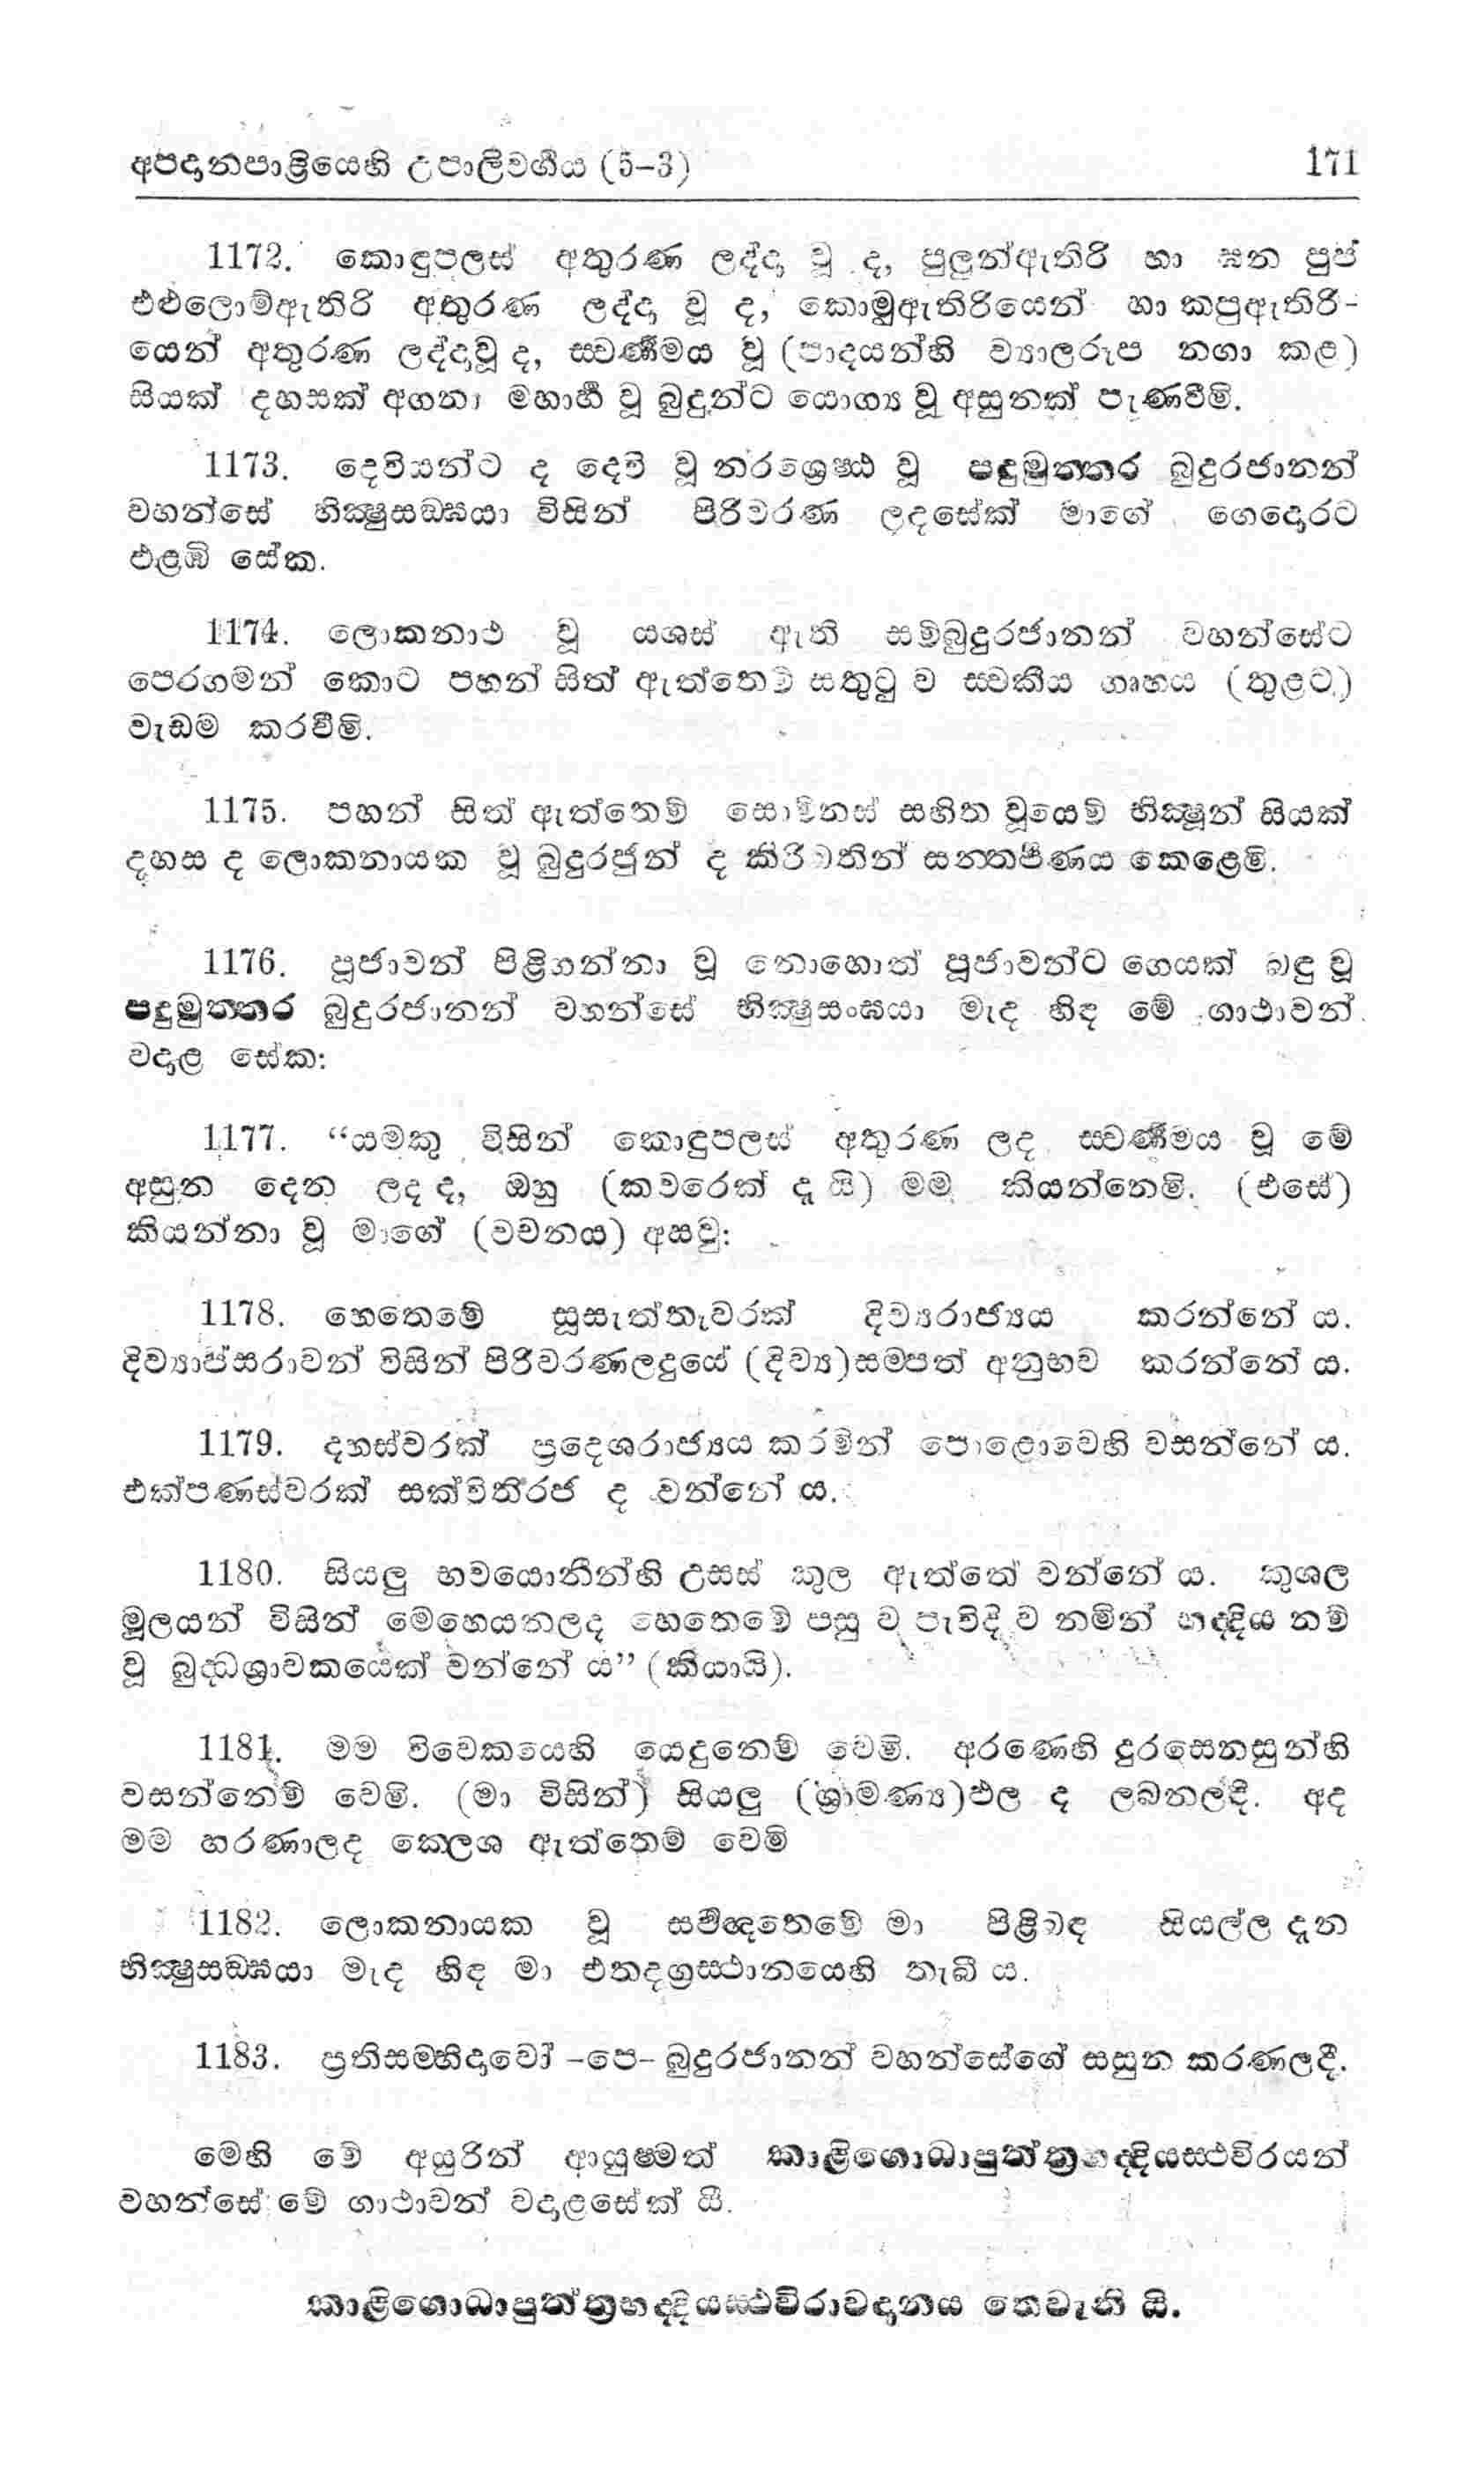 අපදානපාළියෙහි උපාලිවර්‍ගය (5–3) 171
1172. කොඳුපලස් අතුරණ ලද්දා වූ ද, පුලුන්ඇතිරි හා ඝන පුප්
එළුලොම්ඇතිරි අතුරණ ලද්දා වූ ද, කොමුඇතිරියෙන් හා කපුඇතිරි-
යෙන් අතුරණ ලද්දාවූ ද, ස්වර්‍ණමය වූ (පාදයන්හි ව්‍යාලරූප නගා කළ)
සියක් දහසක් අගනා මහාර්‍හ වූ බුදුන්ට යොග්‍ය වූ අසුනක් පැණවීමි.
1173. දෙවියන්ට ද දෙවි වූ නරශ්‍රෙෂ්ඨ වූ පදුමුත්තර බුදුරජානන්
වහන්සේ භික්‍ෂුසඞ්ඝයා විසින් පිරිවරණ ලදසේක් මාගේ ගෙදොරට
එළඹි සේක.
1174. ලොකනාථ වූ යශස් ඇති සම්බුදුරජානන් වහන්සේට
පෙරගමන් කොට පහන් සිත් ඇත්තෙම් සතුටු ව ස්වකීය ගෘහය (තුළට)
වැඩම කරවීමි.
1175. පහන් සිත් ඇත්තෙම් සොම්නස් සහිත වූයෙම් භික්‍ෂූන් සියක්
දහස ද ලොකනායක වූ බුදුරජුන් ද කිරිබතින් සන්තර්‍පණය කෙළෙමි.
1176. පූජාවන් පිළිගන්නා වූ නොහොත් පූජාවන්ට ගෙයක් බඳු වූ
පදුමුත්තර බුදුරජානන් වහන්සේ භික්‍ෂුසංඝයා මැද හිඳ මේ ගාථාවන්
වදාළ සේක:
1177. “යමකු විසින් කොඳුපලස් අතුරණ ලද ස්වර්‍ණමය වූ මේ
අසුන දෙන ලද ද, ඔහු (කවරෙක් දැ යි) මම කියන්නෙමි. (එසේ)
කියන්නා වූ මාගේ (වචනය) අසවු:
1178. හෙතෙමේ සූසැත්තෑවරක් දිව්‍යරාජ්‍යය කරන්නේ ය.
දිව්‍යාප්සරාවන් විසින් පිරිවරණලදුයේ (දිව්‍ය)සම්පත් අනුභව කරන්නේ ය.
1179. දහස්වරක් ප්‍රදෙශරාජ්‍යය කරමින් පොළොවෙහි වසන්නේ ය.
එක්පණස්වරක් සක්විතිරජ ද වන්නේ ය.
1180. සියලු භවයොනීන්හි උසස් කුල ඇත්තේ වන්නේ ය. කුශල
මූලයන් විසින් මෙහෙයනලද හෙතෙමේ පසු ව පැවිදි ව නමින් භද්දිය නම්
වූ බුද්ධශ්‍රාවකයෙක් වන්නේ ය” (කියායි).
1181. මම විවෙකයෙහි යෙදුනෙම් වෙමි. අරණෙහි දුරසෙනසුන්හි
වසන්නෙම් වෙමි. (මා විසින්) සියලු (ශ්‍රාමණ්‍ය)ඵල ද ලබනලදී. අද
මම හරණාලද ක්ලෙශ ඇත්තෙම් වෙමි
1182. ලොකනායක වූ සර්‍වඥතෙමේ මා පිළිබඳ සියල්ල දැන
භික්‍ෂුසඞ්ඝයා මැද හිඳ මා එතදග්‍රස්ථානයෙහි තැබී ය.
1183. ප්‍රතිසම්භිදාවෝ -පෙ- බුදුරජානන් වහන්සේගේ සසුන කරණලදී.
මෙහි මේ අයුරින් ආයුෂ්මත් කාළිගොධාපුත්ත්‍රභද්දියස්ථවිරයන්
වහන්සේ මේ ගාථාවන් වදාළසේක් යී.
කාළිගොධාපුත්ත්‍රභද්දියස්ථවිරාවදානය තෙවැනි යි.